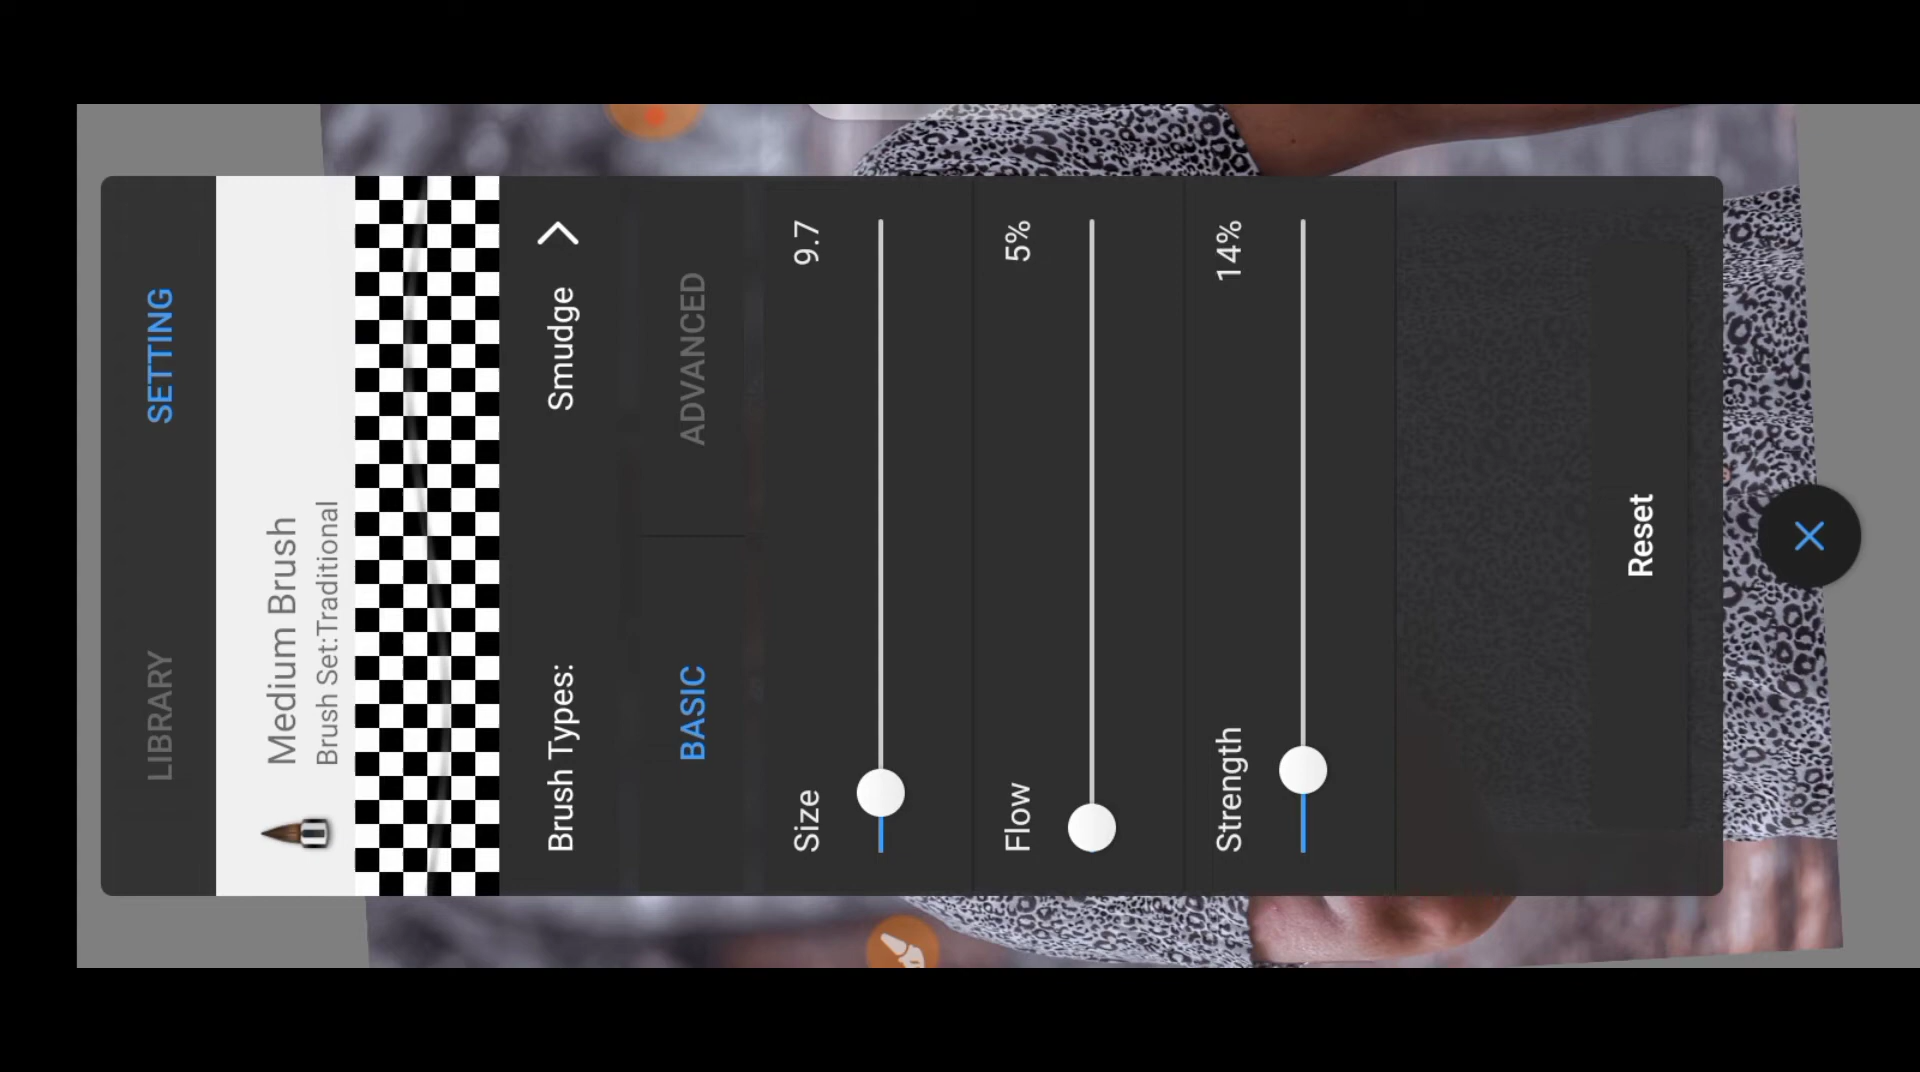 LIBRARY SETTING
Medium Brush
Brush Set:Traditional
Brush Types: Smudge
BASIC ADVANCED
Size 9.7
Flow 5%
Strength 14%
Reset